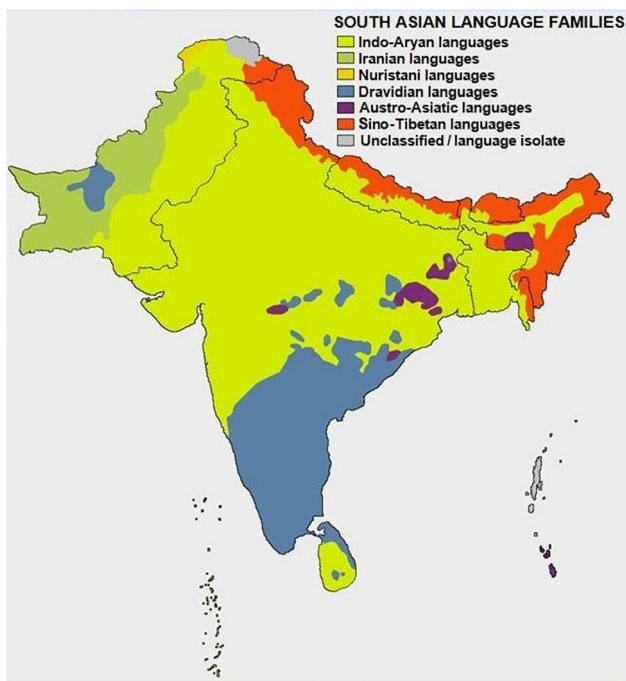 SOUTH ASIAN LANGUAGE FAMILIES
Indo-Aryan languages
Iranian languages
Nuristani languages
Dravidian languages
Austro-Asiatic languages
Sino-Tibetan languages
Unclassified / language isolate